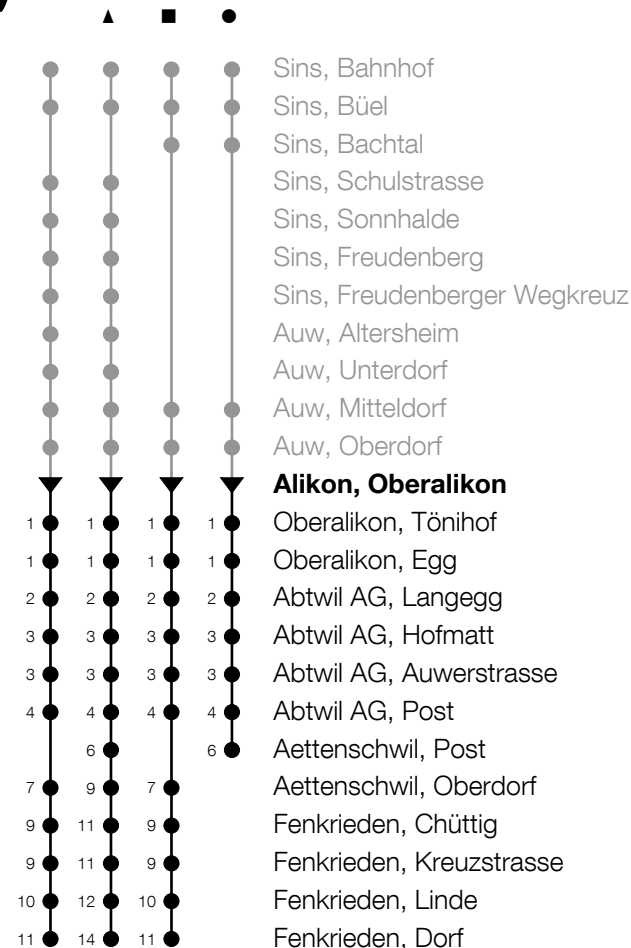 ▲ ■ ●
Sins, Bahnhof
Sins, Büel
Sins, Bachtal
Sins, Schulstrasse
Sins, Sonnhalde
Sins, Freudenberg
Sins, Freudenberger Wegkreuz
Auw, Altersheim
Auw, Unterdorf
Auw, Mitteldorf
Auw, Oberdorf
Alikon, Oberalikon
1 1 1 1 Oberalikon, Tönihof
1 1 1 1 Oberalikon, Egg
2 2 2 2 Abtwil AG, Langegg
3 3 3 3 Abtwil AG, Hofmatt
3 3 3 3 Abtwil AG, Auwerstrasse
4 4 4 4 Abtwil AG, Post
6 6 Aettenschwil, Post
7 9 7 Aettenschwil, Oberdorf
9 11 9 Fenkrieden, Chüttig
9 11 9 Fenkrieden, Kreuzstrasse
10 12 10 Fenkrieden, Linde
11 14 11 Fenkrieden, Dorf